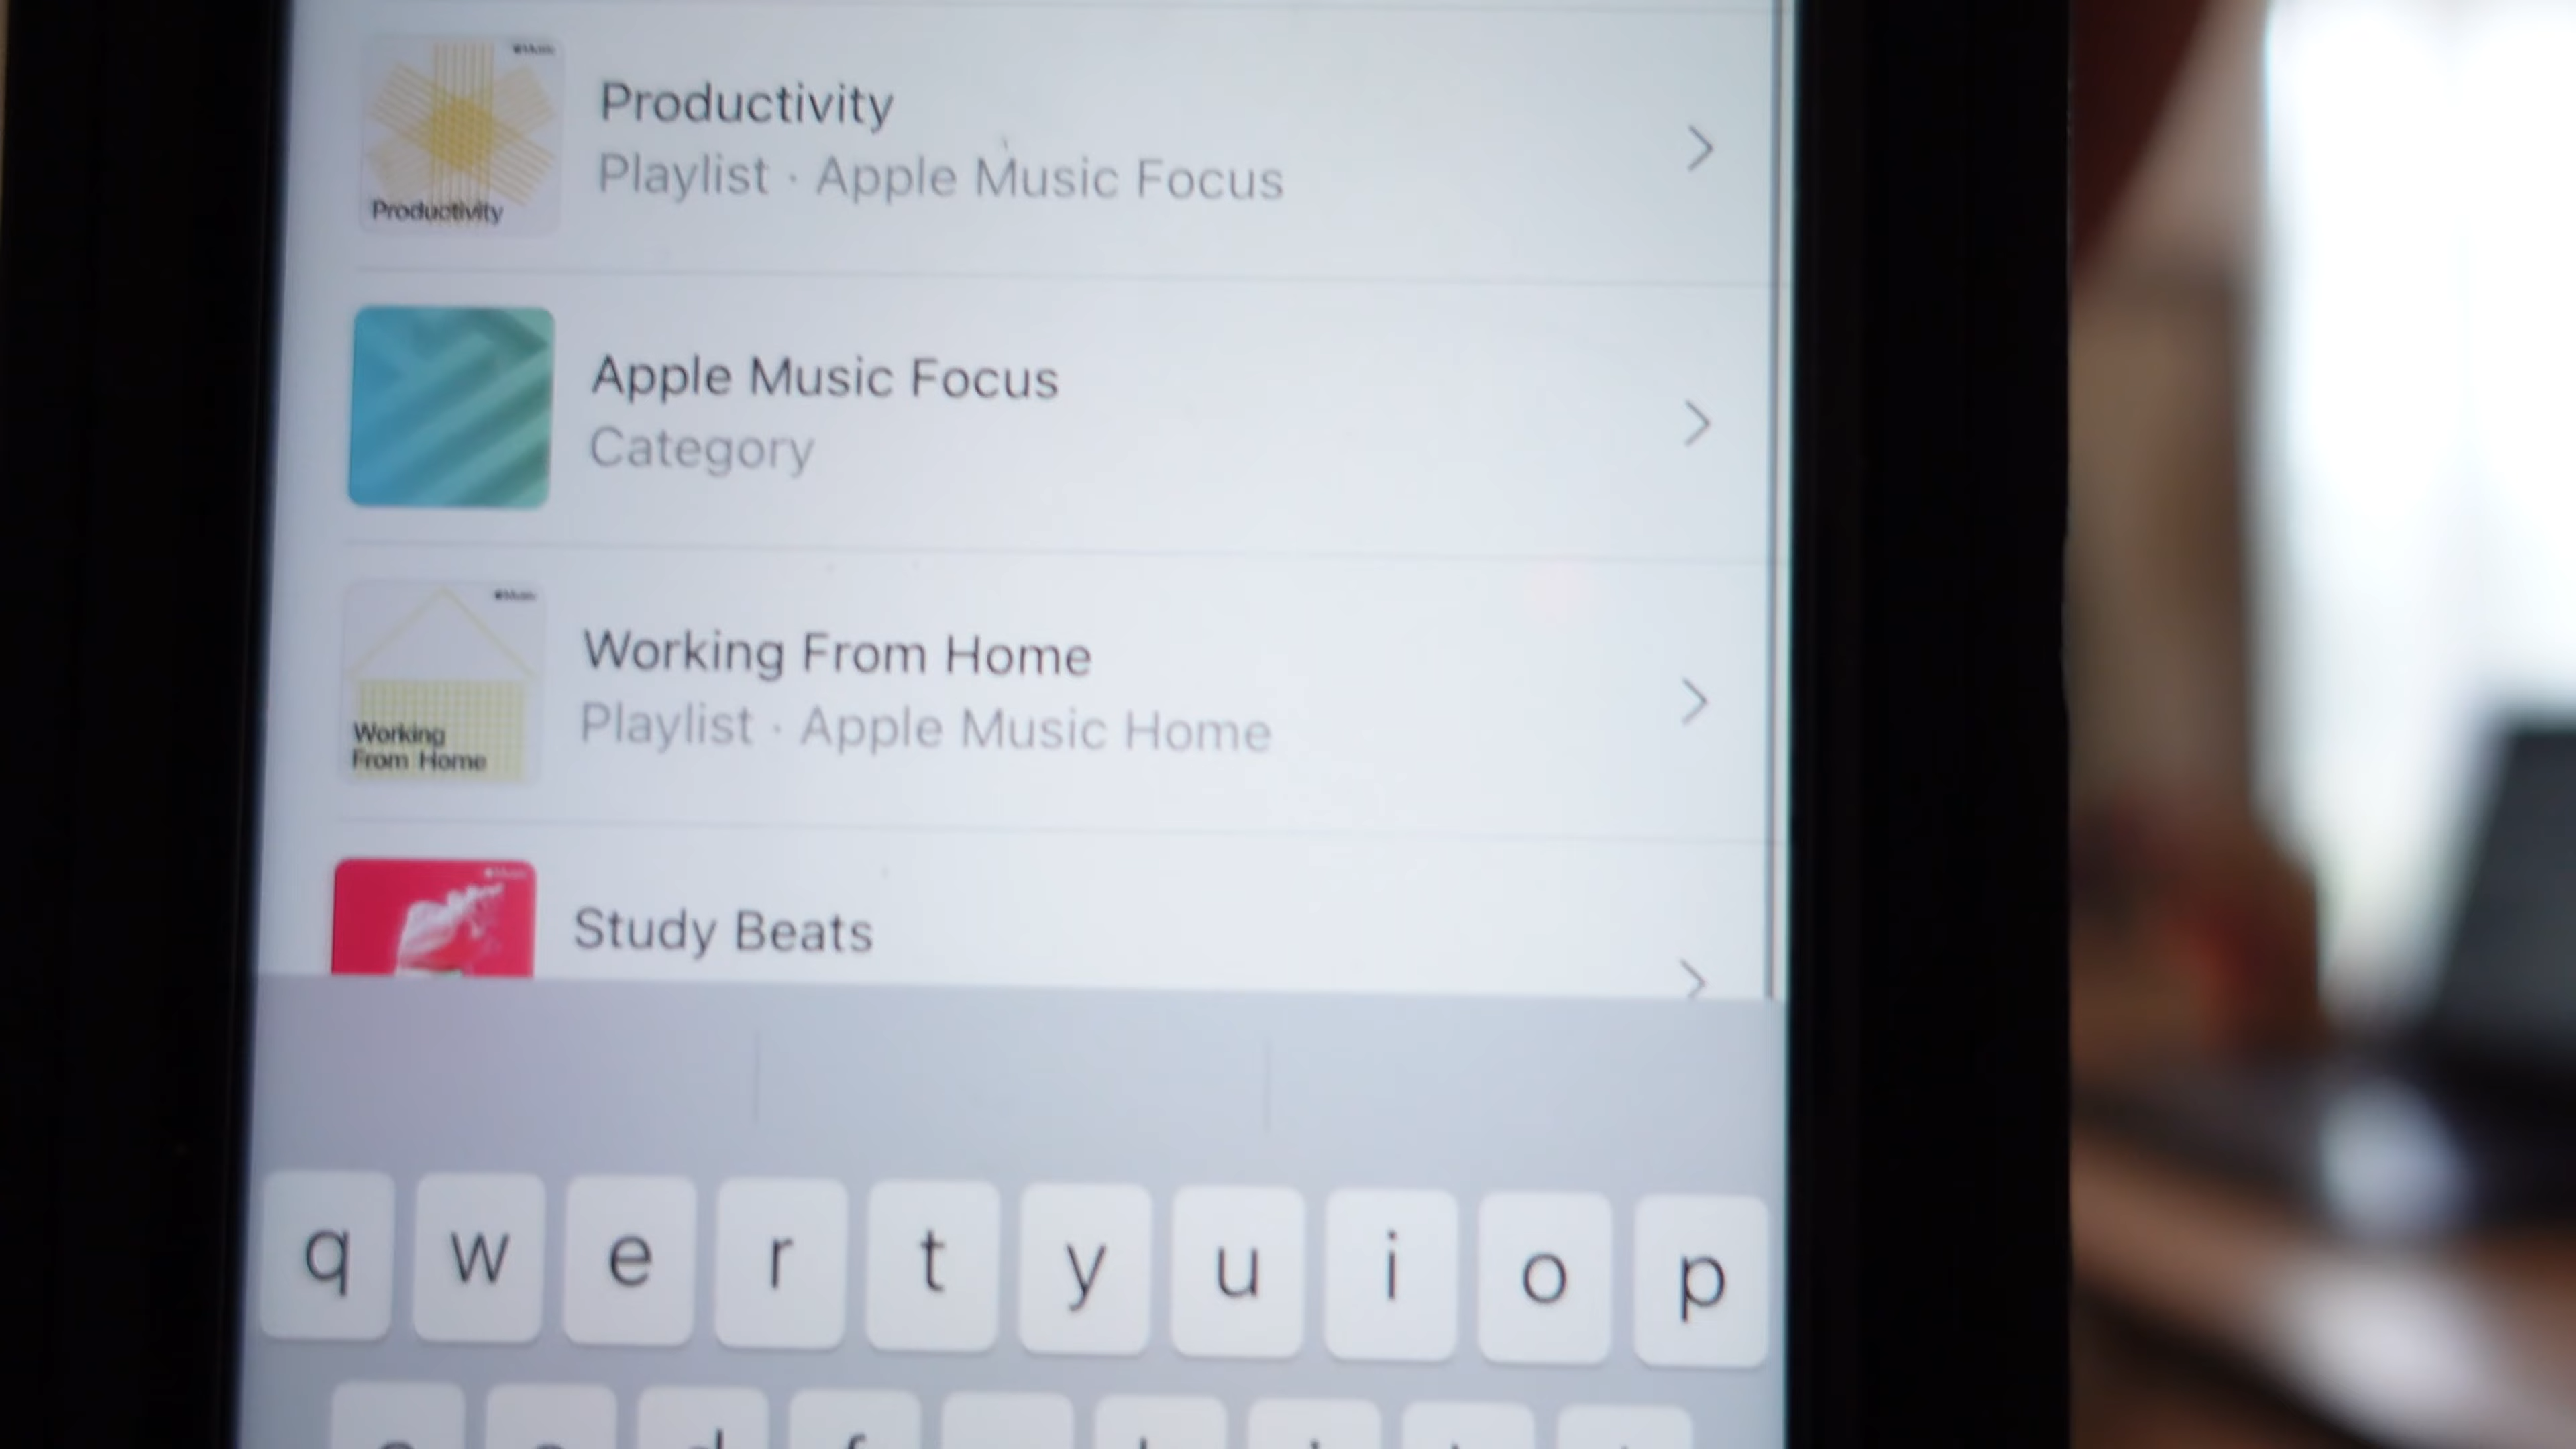 Productivity
Productivity
Playlist · Apple Music Focus
Apple Music Focus
Category
Working From Home
Playlist · Apple Music Home
Working
From Home
Study Beats
q w e r t y u i o p